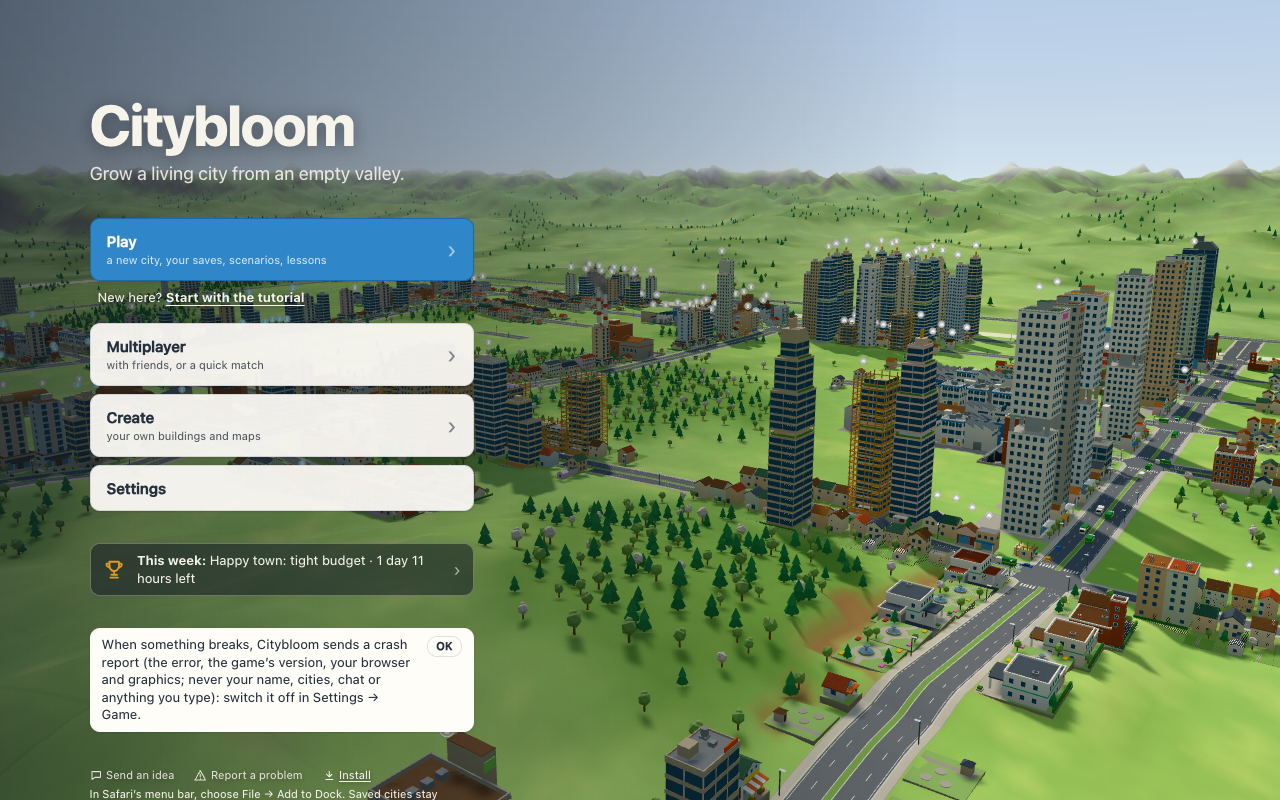 Citybloom
Grow a living city from an empty valley.
Play
a new city, your saves, scenarios, lessons
New here? Start with the tutorial
Multiplayer
with friends, or a quick match
Create
your own buildings and maps
Settings
This week: Happy town: tight budget · 1 day 11
hours left
When something breaks, Citybloom sends a crash
report (the error, the game’s version, your browser
and graphics; never your name, cities, chat or
anything you type): switch it off in Settings →
Game.
OK
Send an idea
Report a problem
Install
In Safari’s menu bar, choose File → Add to Dock. Saved cities stay